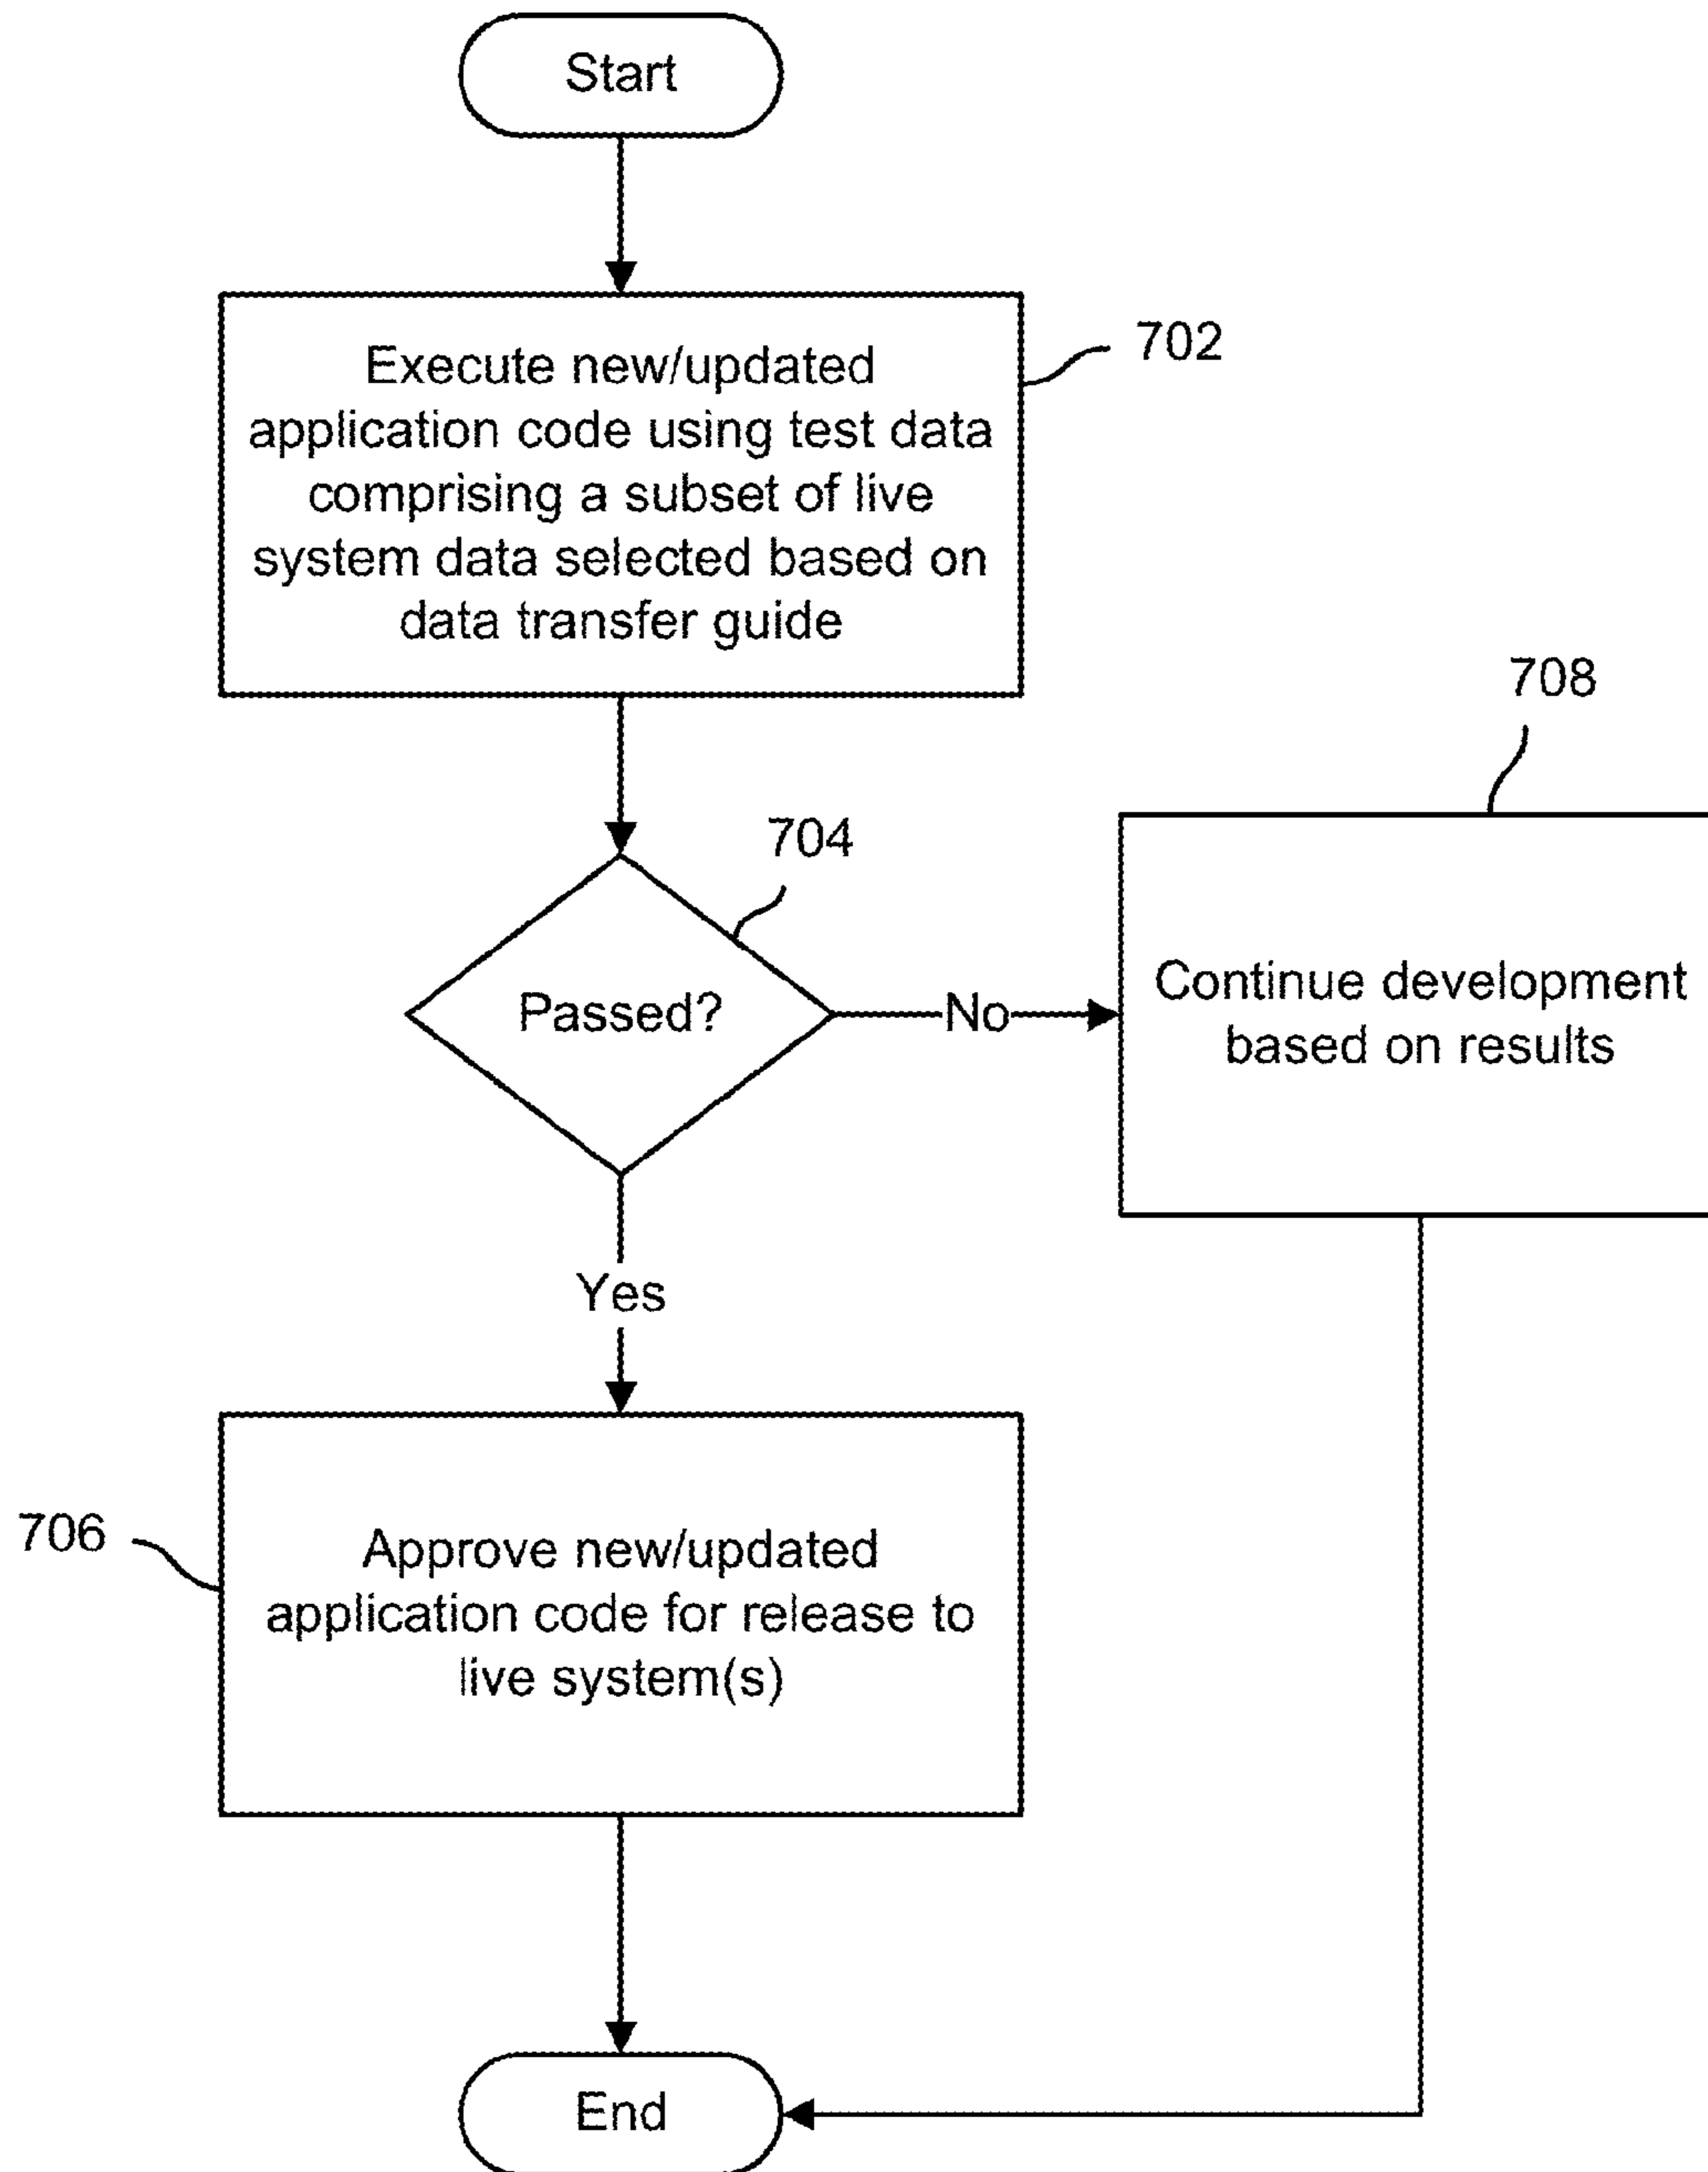 Start
Execute new/updated
application code using test data
comprising a subset of live
system data selected based on
data transfer guide
702
704
Passed?
No
708
Continue development
based on results
Yes
706
Approve new/updated
application code for release to
live system(s)
End